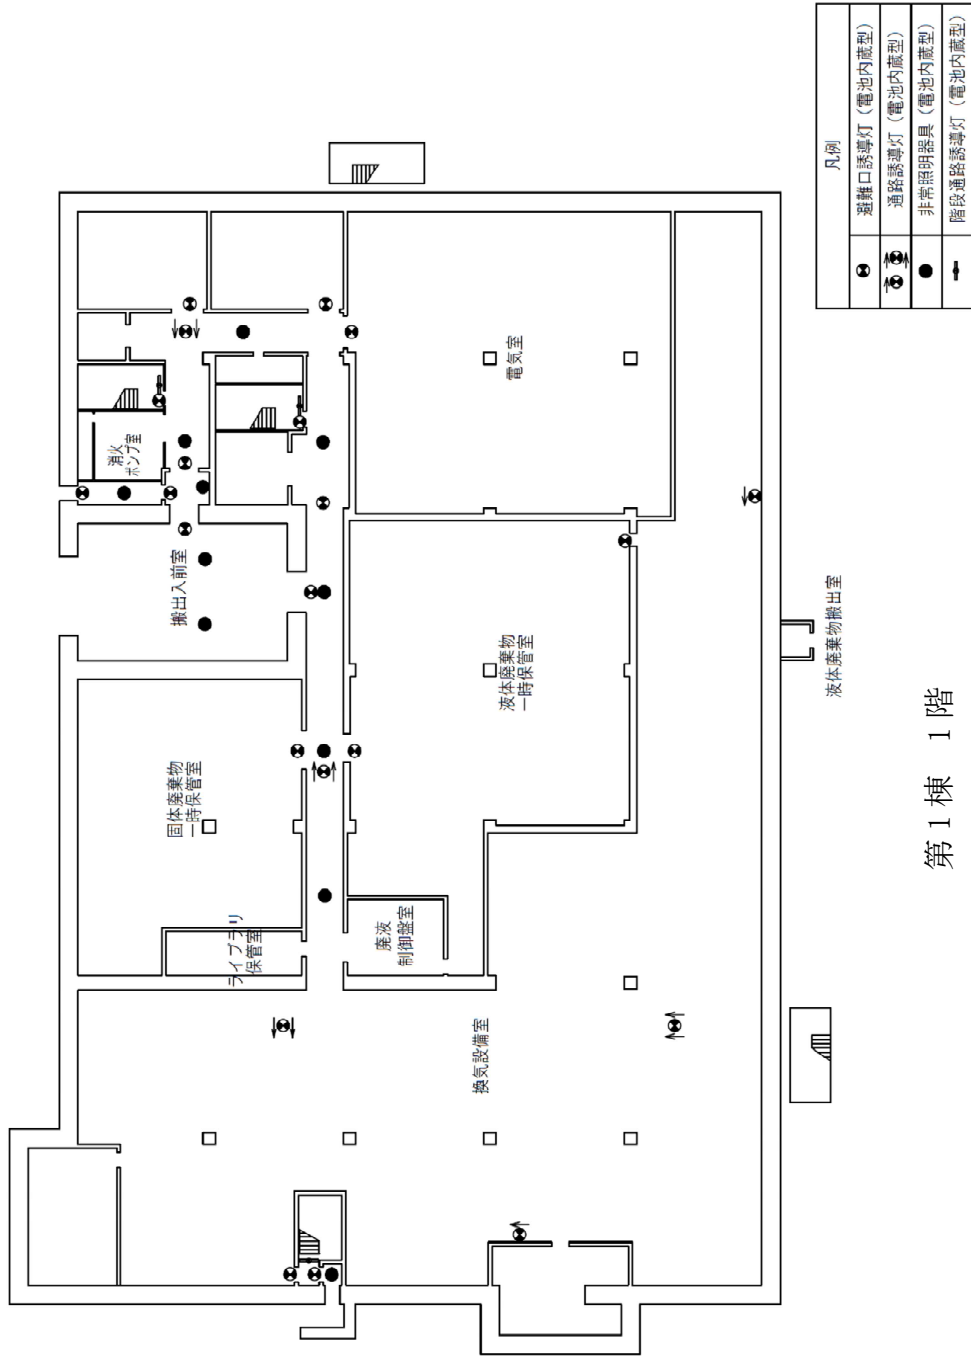 凡例
避難口誘導灯（電池内蔵型）
通路誘導灯（電池内蔵型）
非常照明器具（電池内蔵型）
階段通路誘導灯（電池内蔵型）
消火
ポンプ室
搬出入前室
電気室
固体廃棄物
一時保管室
液体廃棄物
一時保管室
ライブラリ
保管室
廃液
制御盤室
換気設備室
液体廃棄物搬出室
第1棟 1階